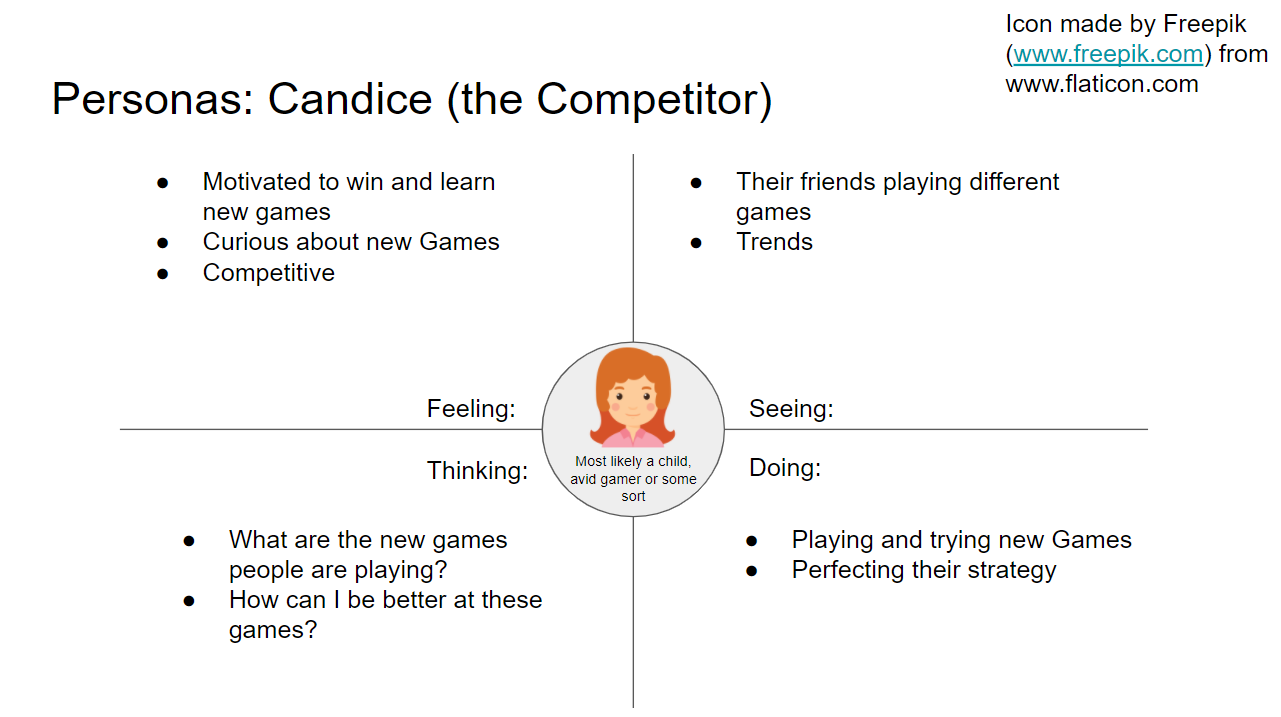 Icon made by Freepik
(www.freepik.com) from
www.flaticon.com
Personas: Candice (the Competitor)
● Motivated to win and learn
new games
● Curious about new Games
● Competitive
● Their friends playing different
games
● Trends
Feeling:
Seeing:
Most likely a child,
avid gamer or some
sort
Thinking:
Doing:
● What are the new games
people are playing?
● How can I be better at these
games?
● Playing and trying new Games
● Perfecting their strategy